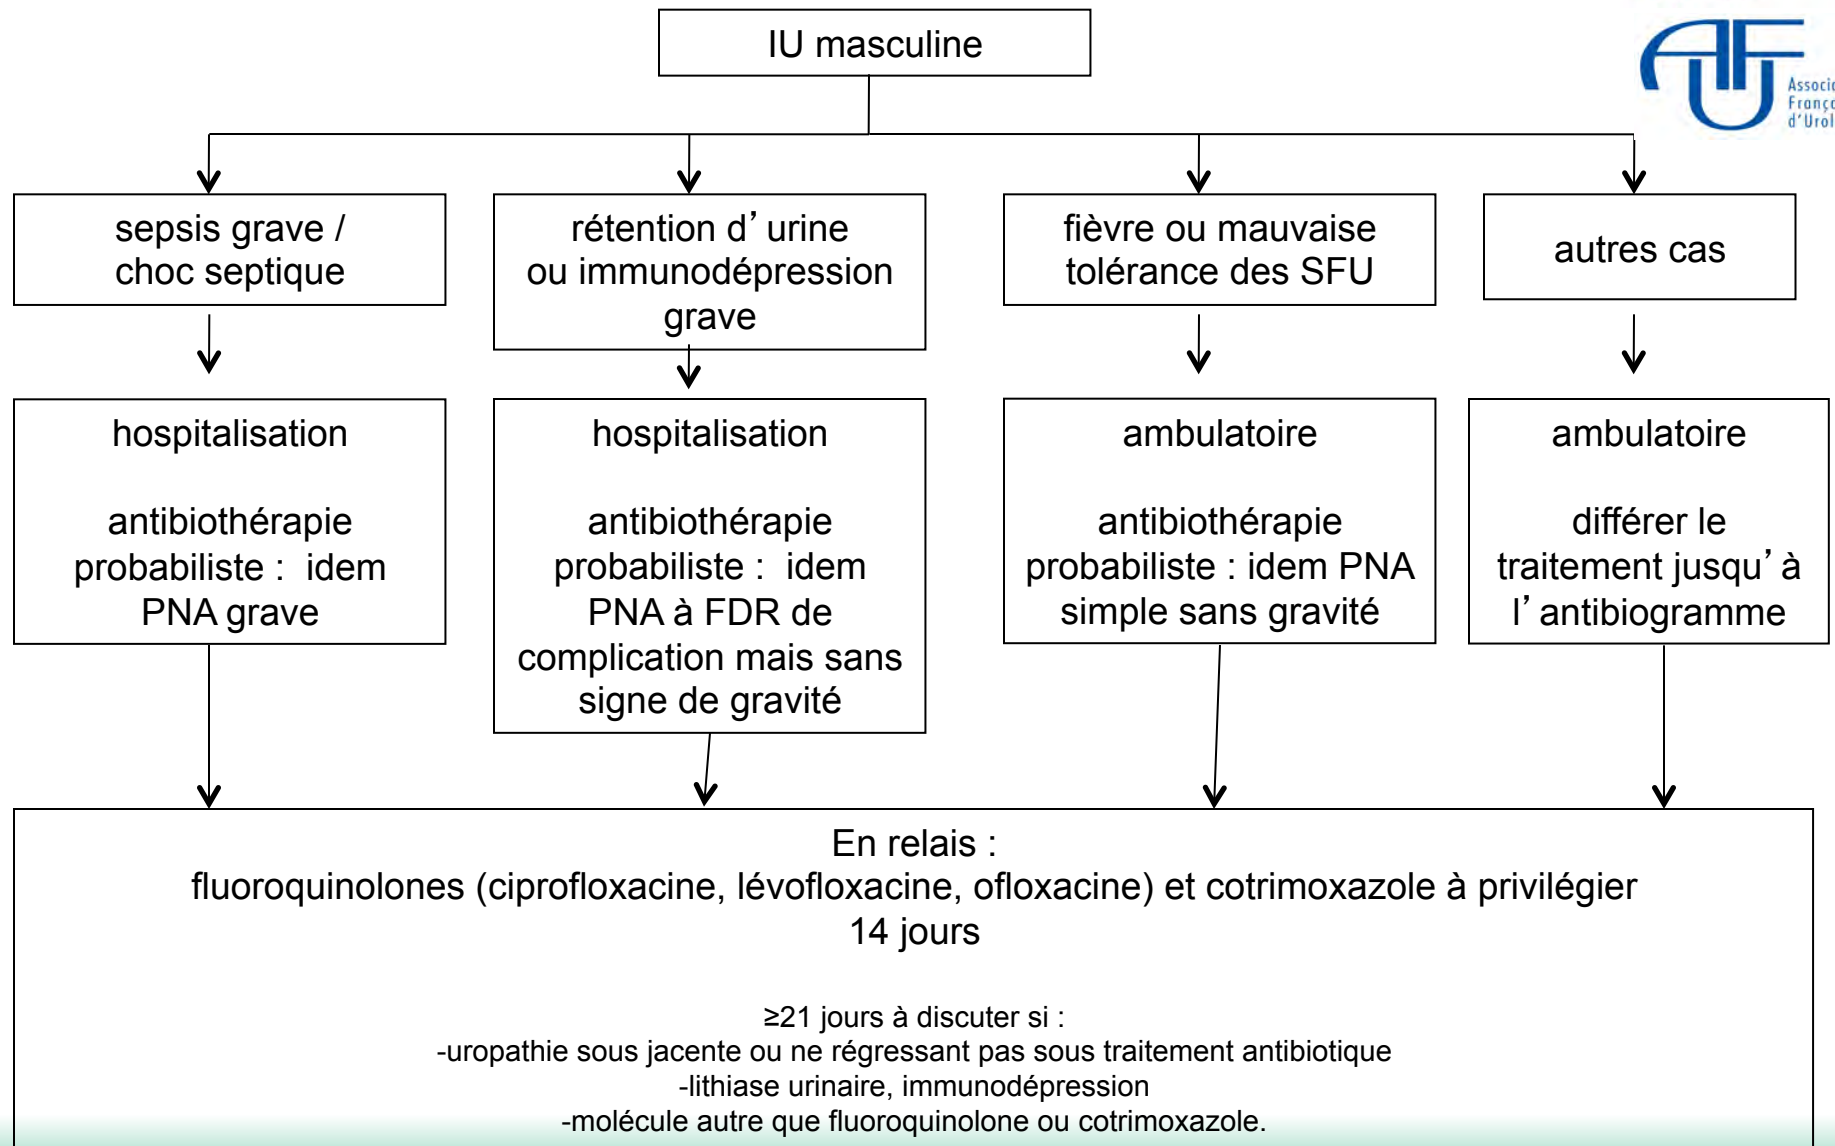 IU masculine
Associa
França
d'Urol
sepsis grave /
choc septique
rétention d’urine
ou immunodépression
grave
fièvre ou mauvaise
tolérance des SFU
autres cas
hospitalisation
antibiothérapie
probabiliste : idem
PNA grave
hospitalisation
antibiothérapie
probabiliste : idem
PNA à FDR de
complication mais sans
signe de gravité
ambulatoire
antibiothérapie
probabiliste : idem PNA
simple sans gravité
ambulatoire
différer le
traitement jusqu’à
l’antibiogramme
En relais :
fluoroquinolones (ciprofloxacine, lévofloxacine, ofloxacine) et cotrimoxazole à privilégier
14 jours
≥21 jours à discuter si :
-uropathie sous jacente ou ne régressant pas sous traitement antibiotique
-lithiase urinaire, immunodépression
-molécule autre que fluoroquinolone ou cotrimoxazole.